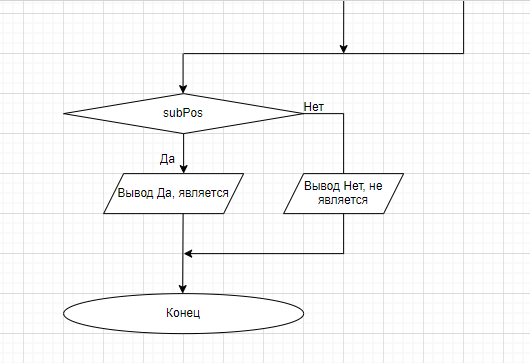 subPos
Нет
Да
Вывод Да, является
Вывод Нет, не
является
Конец